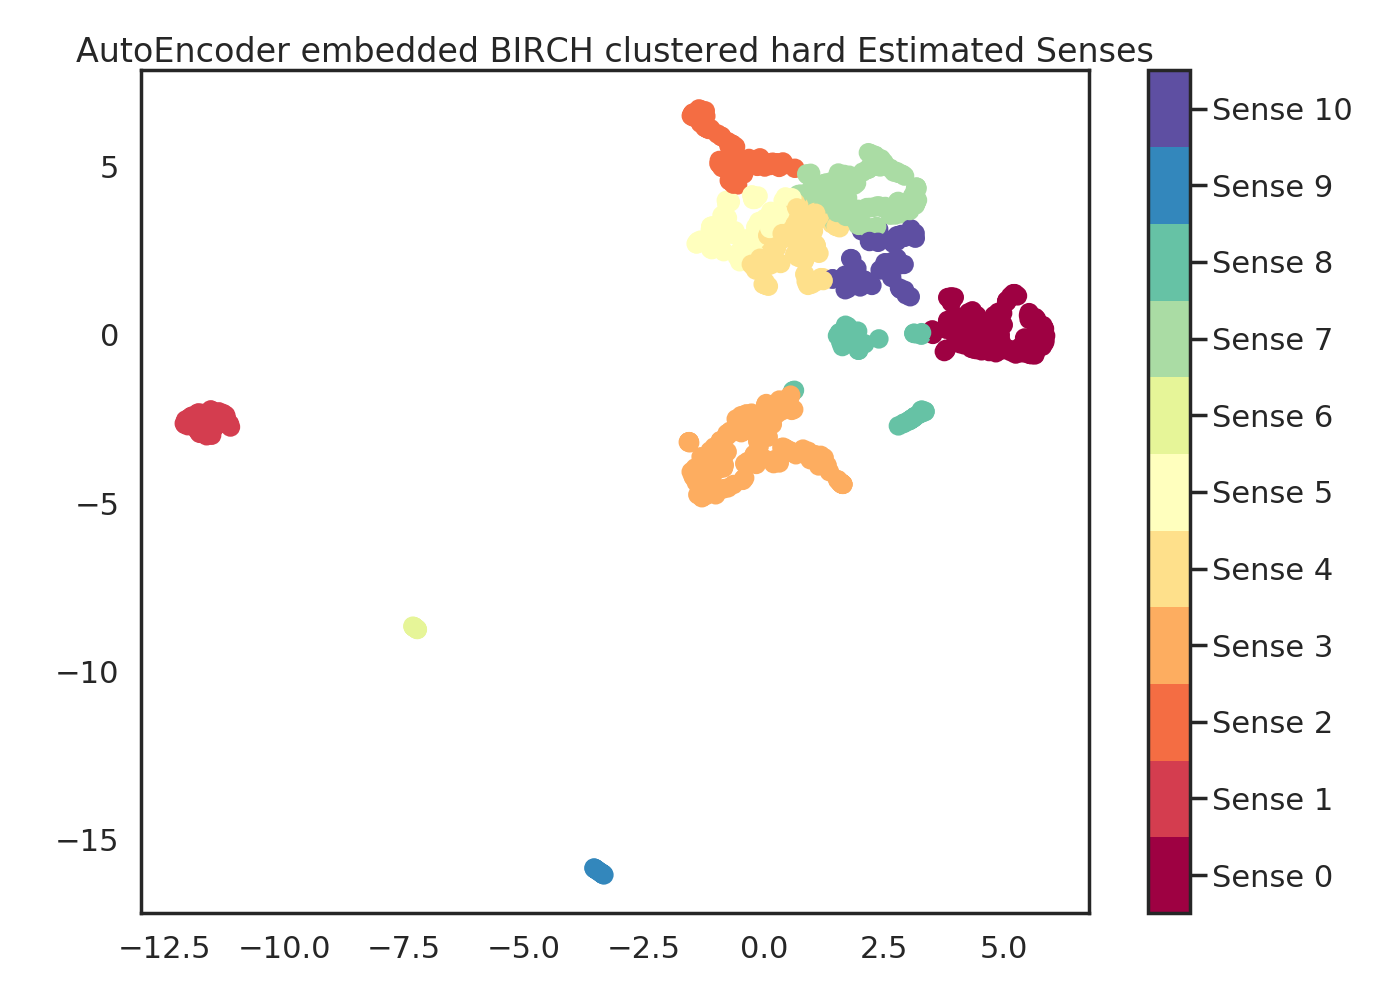 AutoEncoder embedded BIRCH clustered hard Estimated Senses
5
0
−5
−10
−15
−12.5 −10.0 −7.5 −5.0 −2.5 0.0 2.5 5.0
Sense 10
Sense 9
Sense 8
Sense 7
Sense 6
Sense 5
Sense 4
Sense 3
Sense 2
Sense 1
Sense 0